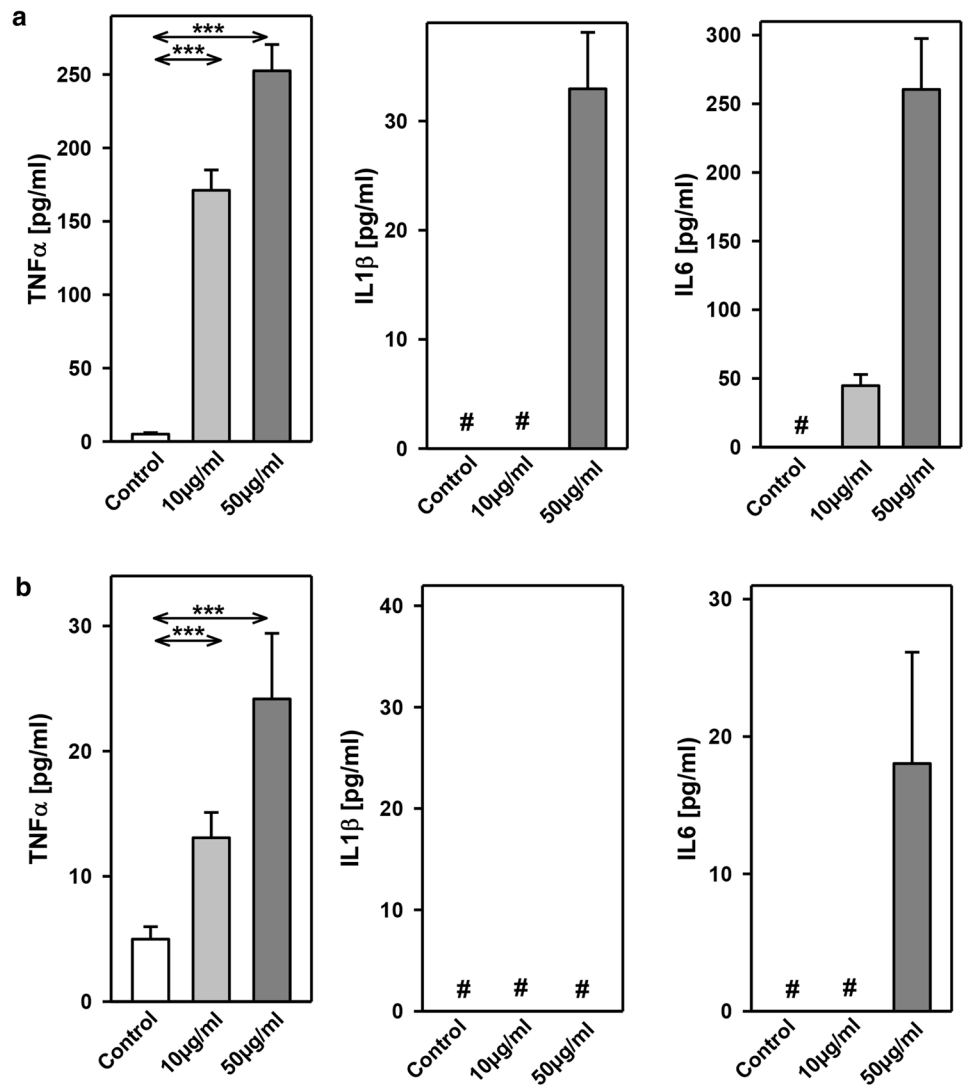 a
TNFα [pg/ml]
250
200
150
100
50
0
***
***
Control
10µg/ml
50µg/ml
IL1β [pg/ml]
30
20
10
0
#
#
Control
10µg/ml
50µg/ml
IL6 [pg/ml]
300
250
200
150
100
50
0
#
Control
10µg/ml
50µg/ml
b
TNFα [pg/ml]
30
20
10
0
***
***
Control
10µg/ml
50µg/ml
IL1β [pg/ml]
40
30
20
10
0
#
#
#
Control
10µg/ml
50µg/ml
IL6 [pg/ml]
30
20
10
0
#
#
Control
10µg/ml
50µg/ml